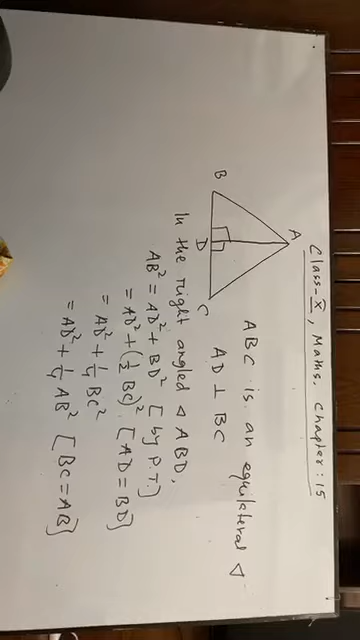 Class-X, Maths. Chapter: 15
A
B
D
C
ABC is an equilateral △
AD ⊥ BC
In the right angled △ ABD,
AB² = AD² + BD² [by P.T.]
= AD² + (½ BC)² [AD = BD]
= AD² + ¼ BC²
= AD² + ¼ AB² [BC = AB]